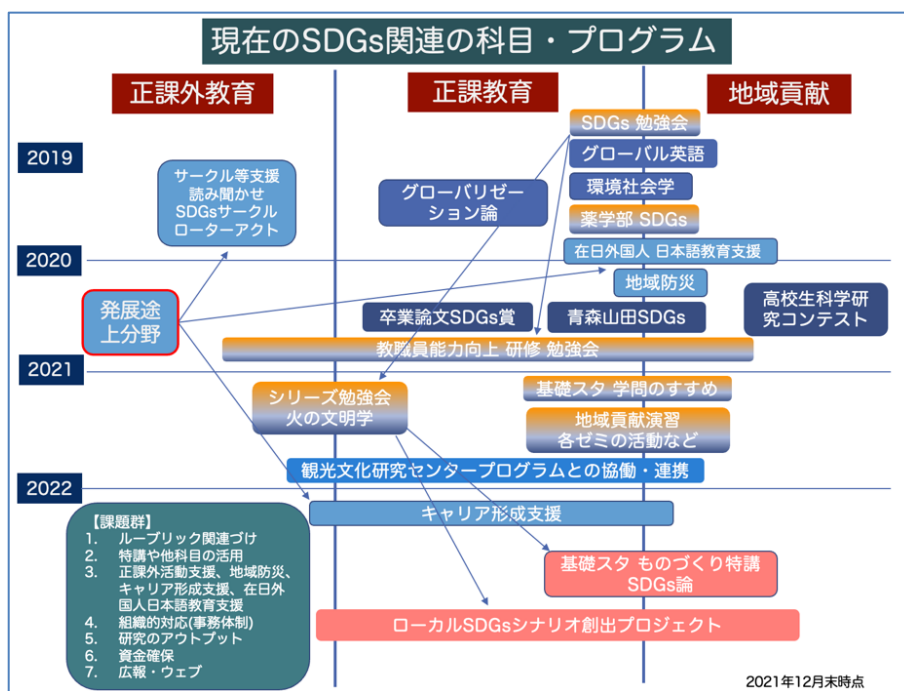 現在のSDGs関連の科目・プログラム
正課外教育
正課教育
地域貢献
SDGs 勉強会
2019
グローバル英語
サークル等支援
読み聞かせ
SDGsサークル
ローターアクト
グローバリゼー
ション論
環境社会学
薬学部 SDGs
2020
在日外国人 日本語教育支援
地域防災
発展途
上分野
卒業論文SDGs賞
青森山田SDGs
高校生科学研
究コンテスト
教職員能力向上 研修 勉強会
2021
シリーズ勉強会
火の文明学
基礎スタ 学問のすすめ
地域貢献演習
各ゼミの活動など
観光文化研究センタープログラムとの協働・連携
2022
キャリア形成支援
【課題群】
1. ルーブリック関連づけ
2. 特講や他科目の活用
3. 正課外活動支援、地域防災、
キャリア形成支援、在日外
国人日本語教育支援
4. 組織的対応(事務体制)
5. 研究のアウトプット
6. 資金確保
7. 広報・ウェブ
基礎スタ ものづくり特講
SDGs論
ローカルSDGsシナリオ創出プロジェクト
2021年12月末時点